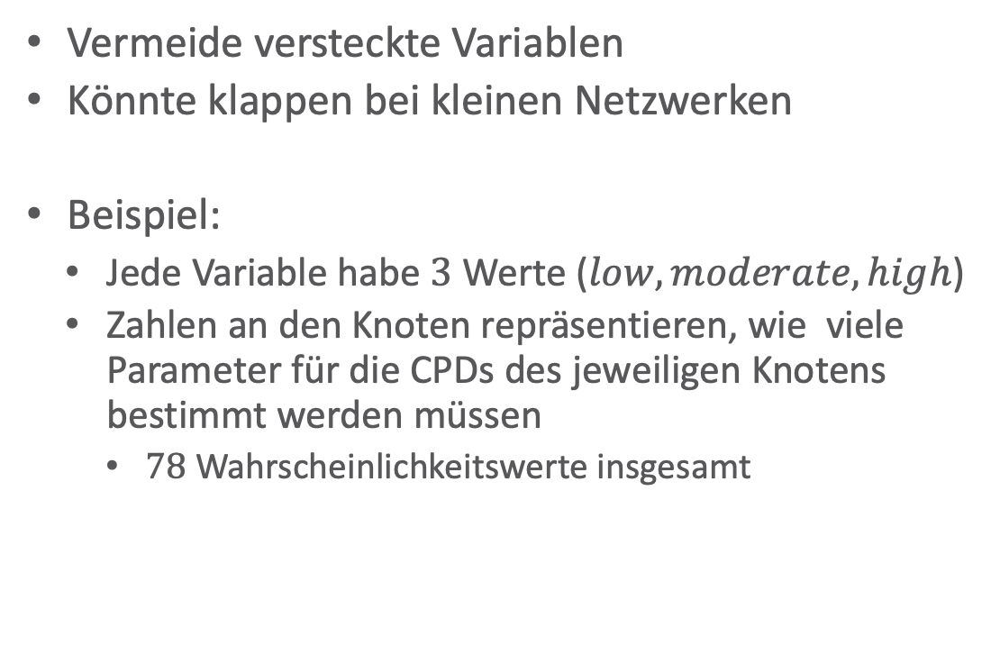 • Vermeide versteckte Variablen
• Könnte klappen bei kleinen Netzwerken
• Beispiel:
• Jede Variable habe 3 Werte (low, moderate, high)
• Zahlen an den Knoten repräsentieren, wie  viele
Parameter für die CPDs des jeweiligen Knotens
bestimmt werden müssen
• 78 Wahrscheinlichkeitswerte insgesamt